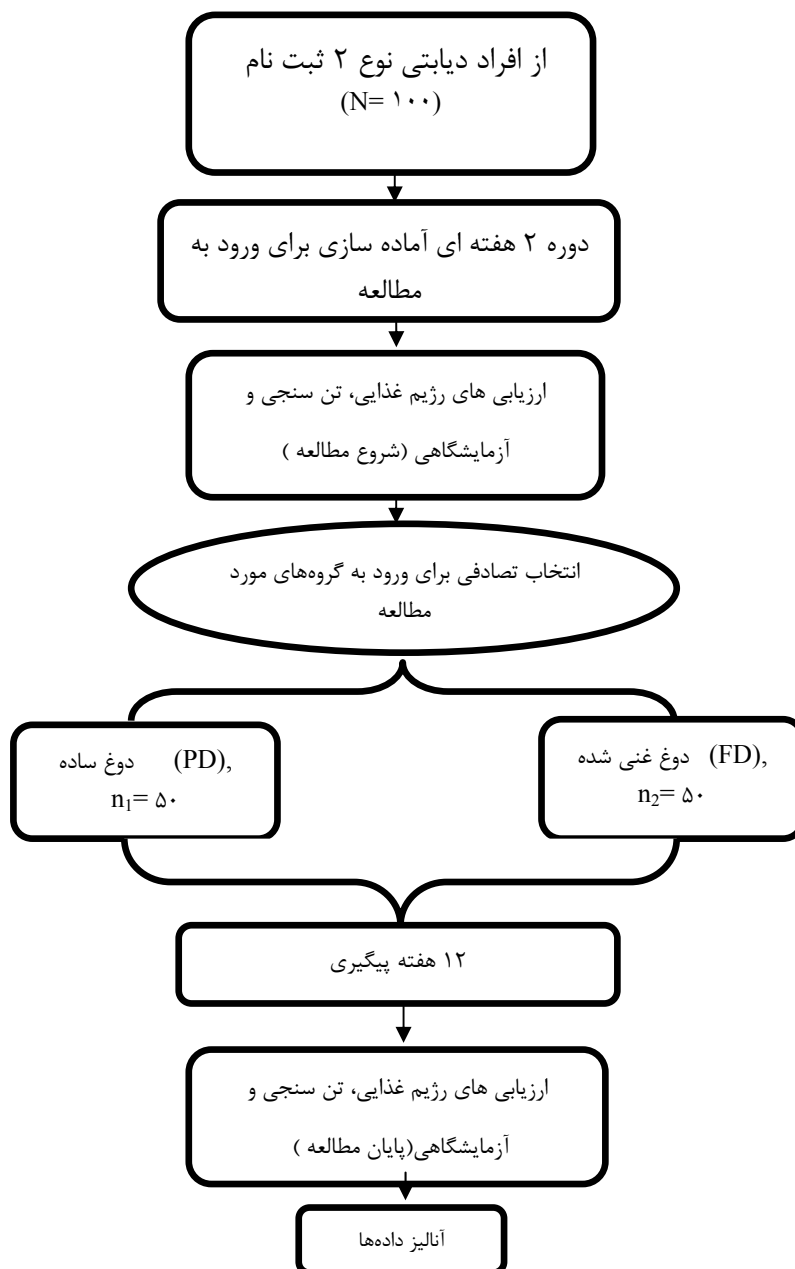 از افراد دیابتی نوع ۲ ثبت نام
(N= ۱۰۰)
دوره ۲ هفته ای آماده سازی برای ورود به
مطالعه
ارزیابی های رژیم غذایی، تن سنجی و
آزمایشگاهی (شروع مطالعه )
انتخاب تصادفی برای ورود به گروه‌های مورد
مطالعه
(FD), دوغ غنی شده
n₂= ۵۰
(PD), دوغ ساده
n₁= ۵۰
۱۲ هفته پیگیری
ارزیابی های رژیم غذایی، تن سنجی و
آزمایشگاهی(پایان مطالعه )
آنالیز داده‌ها